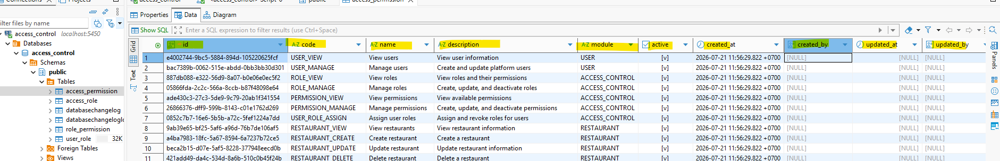 Connections
Projects
access_control
<access_control> Script-6
public
access_permission
Properties
Data
Diagram
ilter files by name
Show SQL
Enter a SQL expression to filter results (use Ctrl+Space)
access_control localhost:5450
Databases
access_control
Schemas
public
Tables
access_permission
access_role
databasechangelog
databasechangelogl
role_permission
user_role 32K
Foreign Tables
Views
Grid
Text
Panels
id code name description module active created_at created_by updated_at updated_by
1 e4002744-9bc5-5884-894d-105220625fcf USER_VIEW View users View user information USER [v] 2026-07-21 11:56:29.822 +0700 [NULL] [NULL] [NULL]
2 bac7389b-0062-515e-abdd-0bb3bb30d301 USER_MANAGE Manage users Create and update platform users USER [v] 2026-07-21 11:56:29.822 +0700 [NULL] [NULL] [NULL]
3 887db088-e322-56d9-8a07-b0e06e0ec5f2 ROLE_VIEW View roles View roles and their permissions ACCESS_CONTROL [v] 2026-07-21 11:56:29.822 +0700 [NULL] [NULL] [NULL]
4 05866fda-2c2c-566a-8ccb-b87f48098e64 ROLE_MANAGE Manage roles Create, update, and deactivate roles ACCESS_CONTROL [v] 2026-07-21 11:56:29.822 +0700 [NULL] [NULL] [NULL]
5 ade430c3-27c3-5de9-9c79-20ab1f341554 PERMISSION_VIEW View permissions View available permissions ACCESS_CONTROL [v] 2026-07-21 11:56:29.822 +0700 [NULL] [NULL] [NULL]
6 26866376-dff9-599b-8143-c01e1762d269 PERMISSION_MANAGE Manage permissions Create, update, and deactivate permissions ACCESS_CONTROL [v] 2026-07-21 11:56:29.822 +0700 [NULL] [NULL] [NULL]
7 0852c7b7-16e6-5b5b-a72c-5fef1224a7dd USER_ROLE_ASSIGN Assign user roles Assign and revoke roles for users ACCESS_CONTROL [v] 2026-07-21 11:56:29.822 +0700 [NULL] [NULL] [NULL]
8 9ab39e65-bf25-5af6-a96d-76b7de106af5 RESTAURANT_VIEW View restaurants View restaurant information RESTAURANT [v] 2026-07-21 11:56:29.822 +0700 [NULL] [NULL] [NULL]
9 a4ba7983-18fc-5a67-8594-6a7237b72ce5 RESTAURANT_CREATE Create restaurant Create a restaurant RESTAURANT [v] 2026-07-21 11:56:29.822 +0700 [NULL] [NULL] [NULL]
10 beca2b15-d07e-5af5-8228-377948eecd0b RESTAURANT_UPDATE Update restaurant Update restaurant information RESTAURANT [v] 2026-07-21 11:56:29.822 +0700 [NULL] [NULL] [NULL]
11 421add49-da4c-534d-8a6b-510c0b45f24b RESTAURANT_DELETE Delete restaurant Delete a restaurant RESTAURANT [v] 2026-07-21 11:56:29.822 +0700 [NULL] [NULL] [NULL]